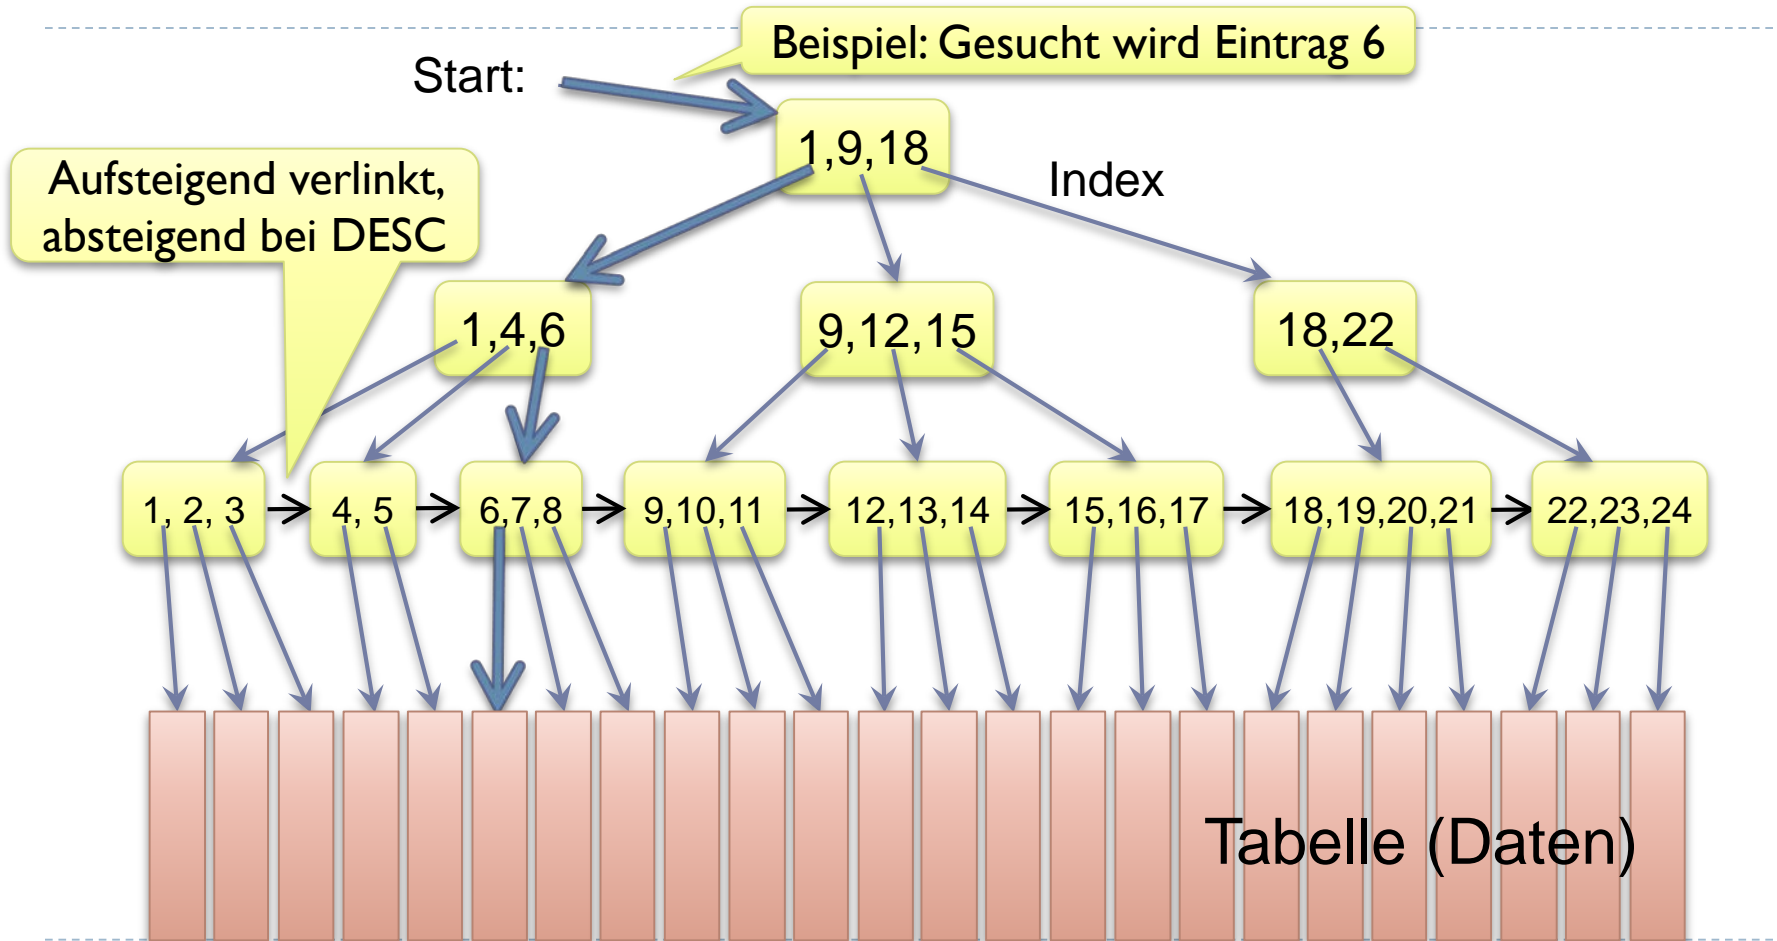 Beispiel: Gesucht wird Eintrag 6
Start:
1,9,18
Index
Aufsteigend verlinkt,
absteigend bei DESC
1,4,6
9,12,15
18,22
1, 2, 3
4, 5
6,7,8
9,10,11
12,13,14
15,16,17
18,19,20,21
22,23,24
Tabelle (Daten)